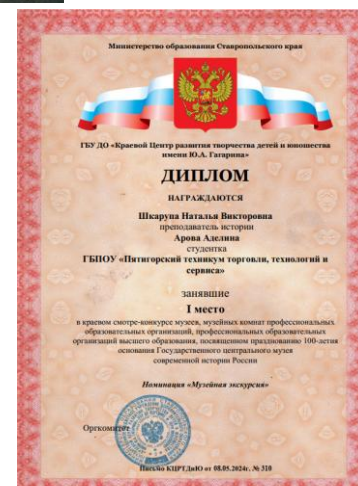 Министерство образования Ставропольского края
ГБУ ДО «Краевой Центр развития творчества детей и юношества
имени Ю.А. Гагарина»
ДИПЛОМ
НАГРАЖДАЮТСЯ
Шкарупа Наталья Викторовна
преподаватель истории
Арова Аделина
студентка
ГБПОУ «Пятигорский техникум торговли, технологий и
сервиса»
занявшие
I место
в краевом смотре-конкурсе музеев, музейных комнат профессиональных
образовательных организаций, профессиональных образовательных
организаций высшего образования, посвященном празднованию 100-летия
основания Государственного центрального музея
современной истории России
Номинация «Музейная экскурсия»
Оргкомитет
Письмо КЦРТДиЮ от 08.05.2024г. № 310